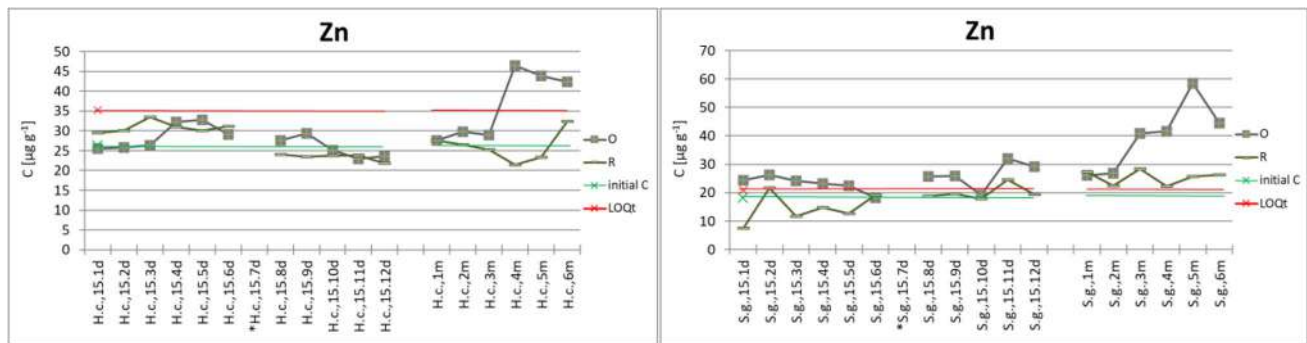 Zn
C [µg g⁻¹]
50
45
40
35
30
25
20
15
10
5
0
H.c.,15.1d
H.c.,15.2d
H.c.,15.3d
H.c.,15.4d
H.c.,15.5d
H.c.,15.6d
*H.c.,15.7d
H.c.,15.8d
H.c.,15.9d
H.c.,15.10d
H.c.,15.11d
H.c.,15.12d
H.c.,1m
H.c.,2m
H.c.,3m
H.c.,4m
H.c.,5m
H.c.,6m
O
R
initial C
LOQt
Zn
C [µg g⁻¹]
70
60
50
40
30
20
10
0
S.g.,15.1d
S.g.,15.2d
S.g.,15.3d
S.g.,15.4d
S.g.,15.5d
S.g.,15.6d
*S.g.,15.7d
S.g.,15.8d
S.g.,15.9d
S.g.,15.10d
S.g.,15.11d
S.g.,15.12d
S.g.,1m
S.g.,2m
S.g.,3m
S.g.,4m
S.g.,5m
S.g.,6m
O
R
initial C
LOQt